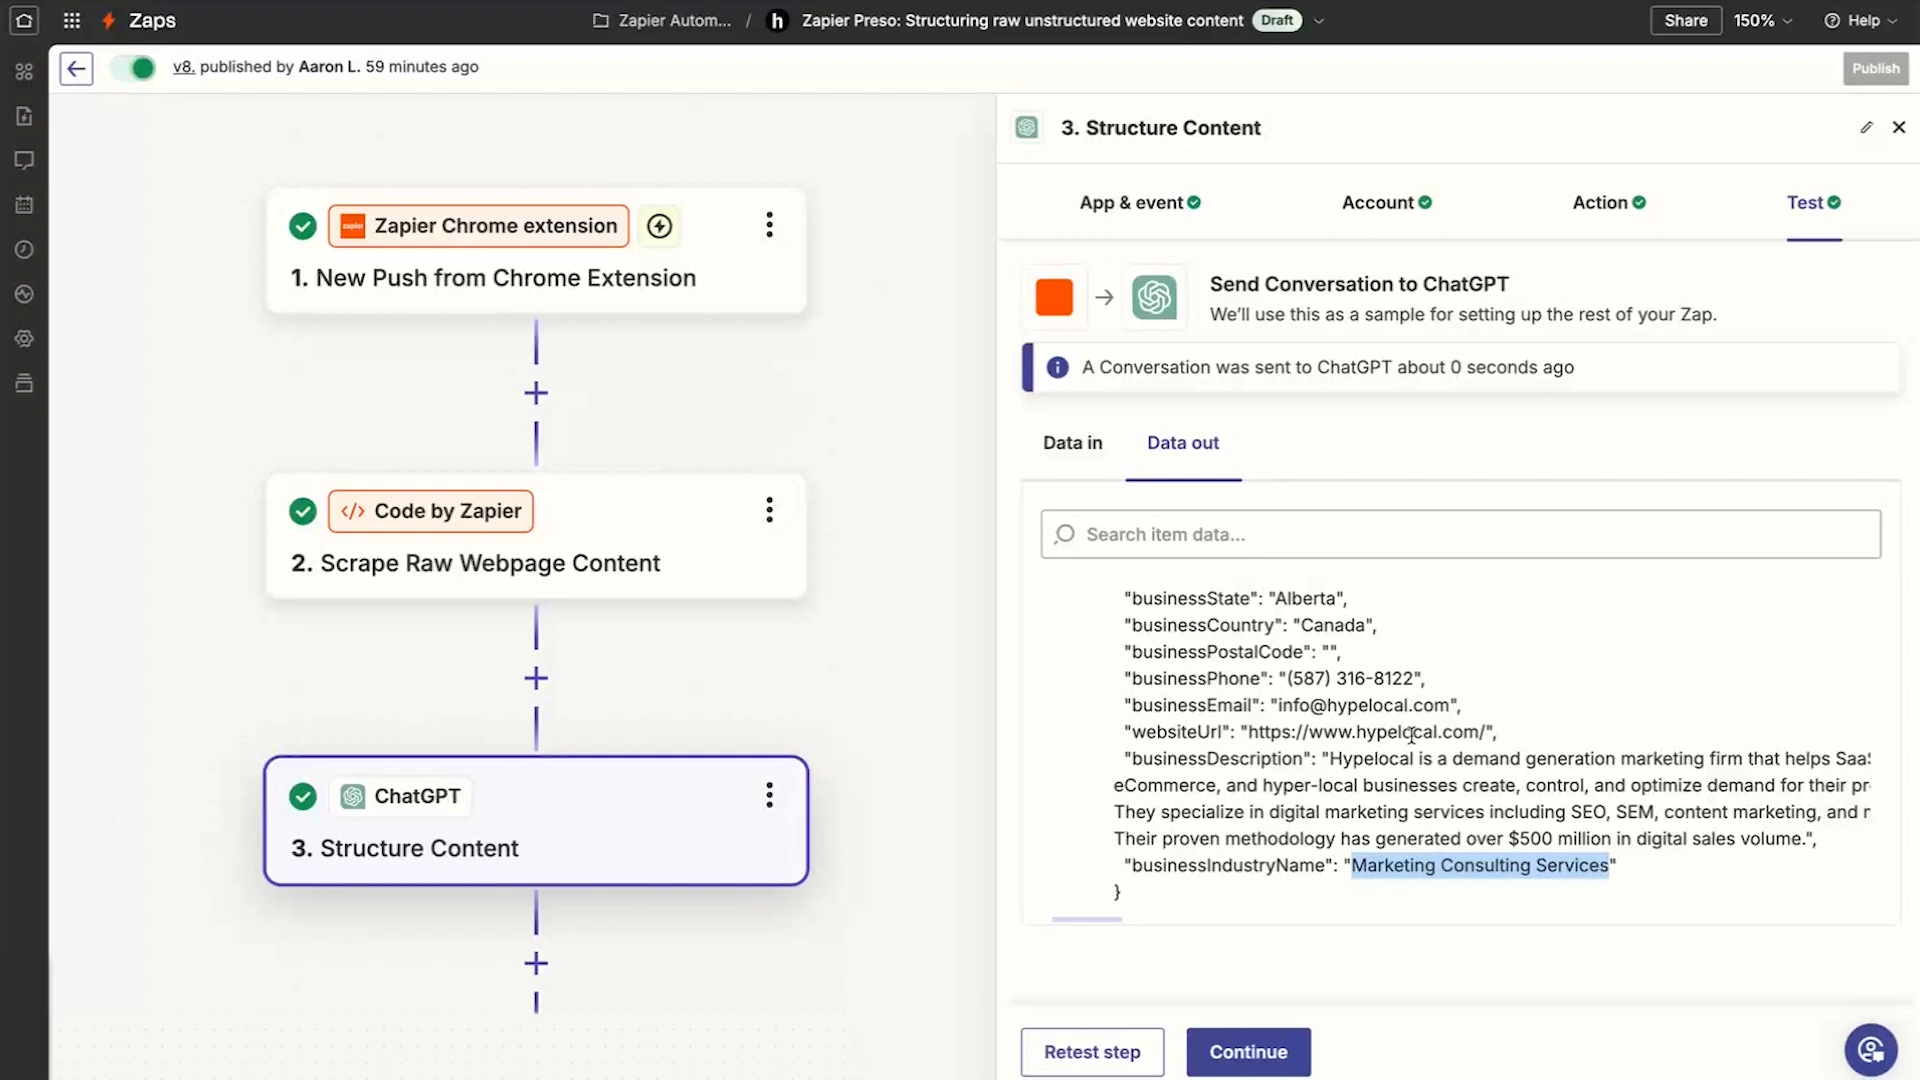 Zaps
Zapier Autom... / h Zapier Preso: Structuring raw unstructured website content Draft
Share 150% Help
v8. published by Aaron L. 59 minutes ago
Publish
zapier Zapier Chrome extension
1. New Push from Chrome Extension
</> Code by Zapier
2. Scrape Raw Webpage Content
ChatGPT
3. Structure Content
3. Structure Content
App & event Account Action Test
Send Conversation to ChatGPT
We'll use this as a sample for setting up the rest of your Zap.
A Conversation was sent to ChatGPT about 0 seconds ago
Data in Data out
Search item data...
"businessState": "Alberta",
"businessCountry": "Canada",
"businessPostalCode": "",
"businessPhone": "(587) 316-8122",
"businessEmail": "info@hypelocal.com",
"websiteUrl": "https://www.hypelocal.com/",
"businessDescription": "Hypelocal is a demand generation marketing firm that helps SaaS
eCommerce, and hyper-local businesses create, control, and optimize demand for their pr
They specialize in digital marketing services including SEO, SEM, content marketing, and
Their proven methodology has generated over $500 million in digital sales volume.",
"businessIndustryName": "Marketing Consulting Services"
}
Retest step Continue